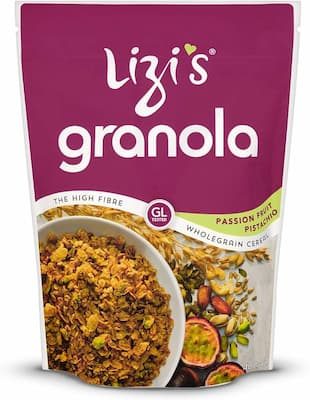 Lizi's®
granola
THE HIGH FIBRE
GL
TESTED
WHOLEGRAIN CEREAL
PASSION FRUIT
PISTACHIO